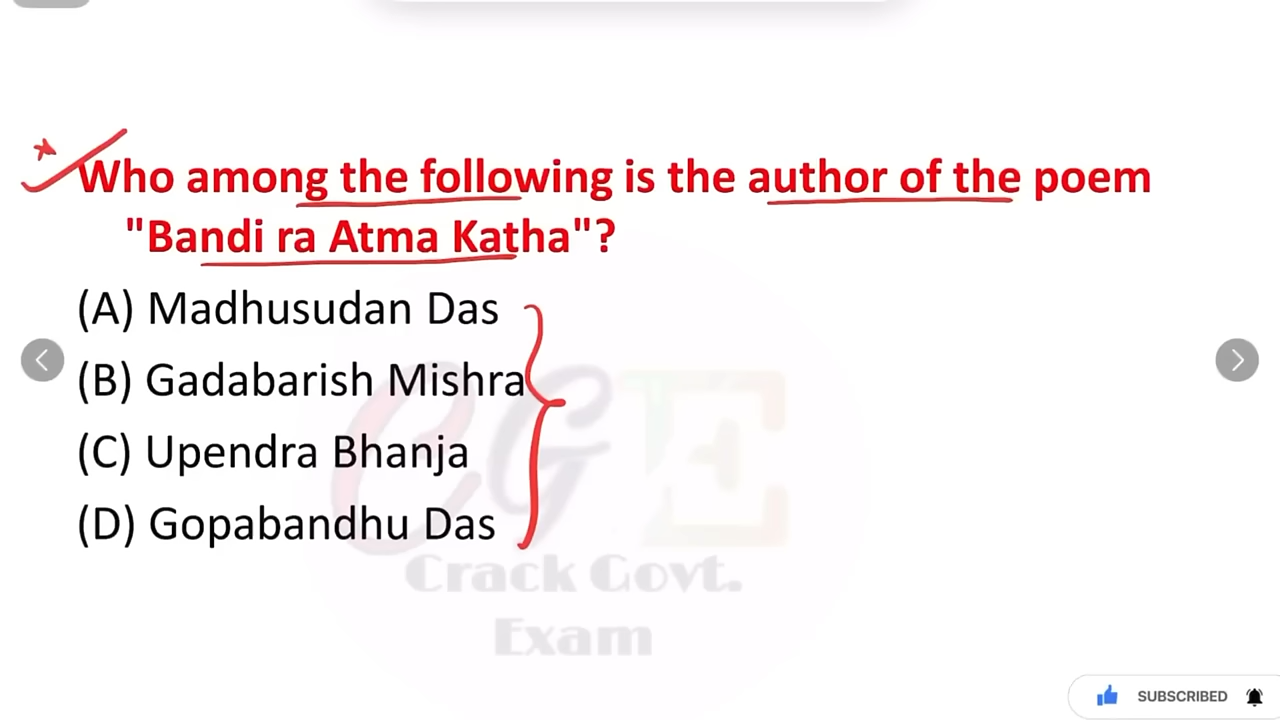 Who among the following is the author of the poem
"Bandi ra Atma Katha"?
(A) Madhusudan Das
(B) Gadabarish Mishra
(C) Upendra Bhanja
(D) Gopabandhu Das
CGE
Crack Govt.
Exam
SUBSCRIBED